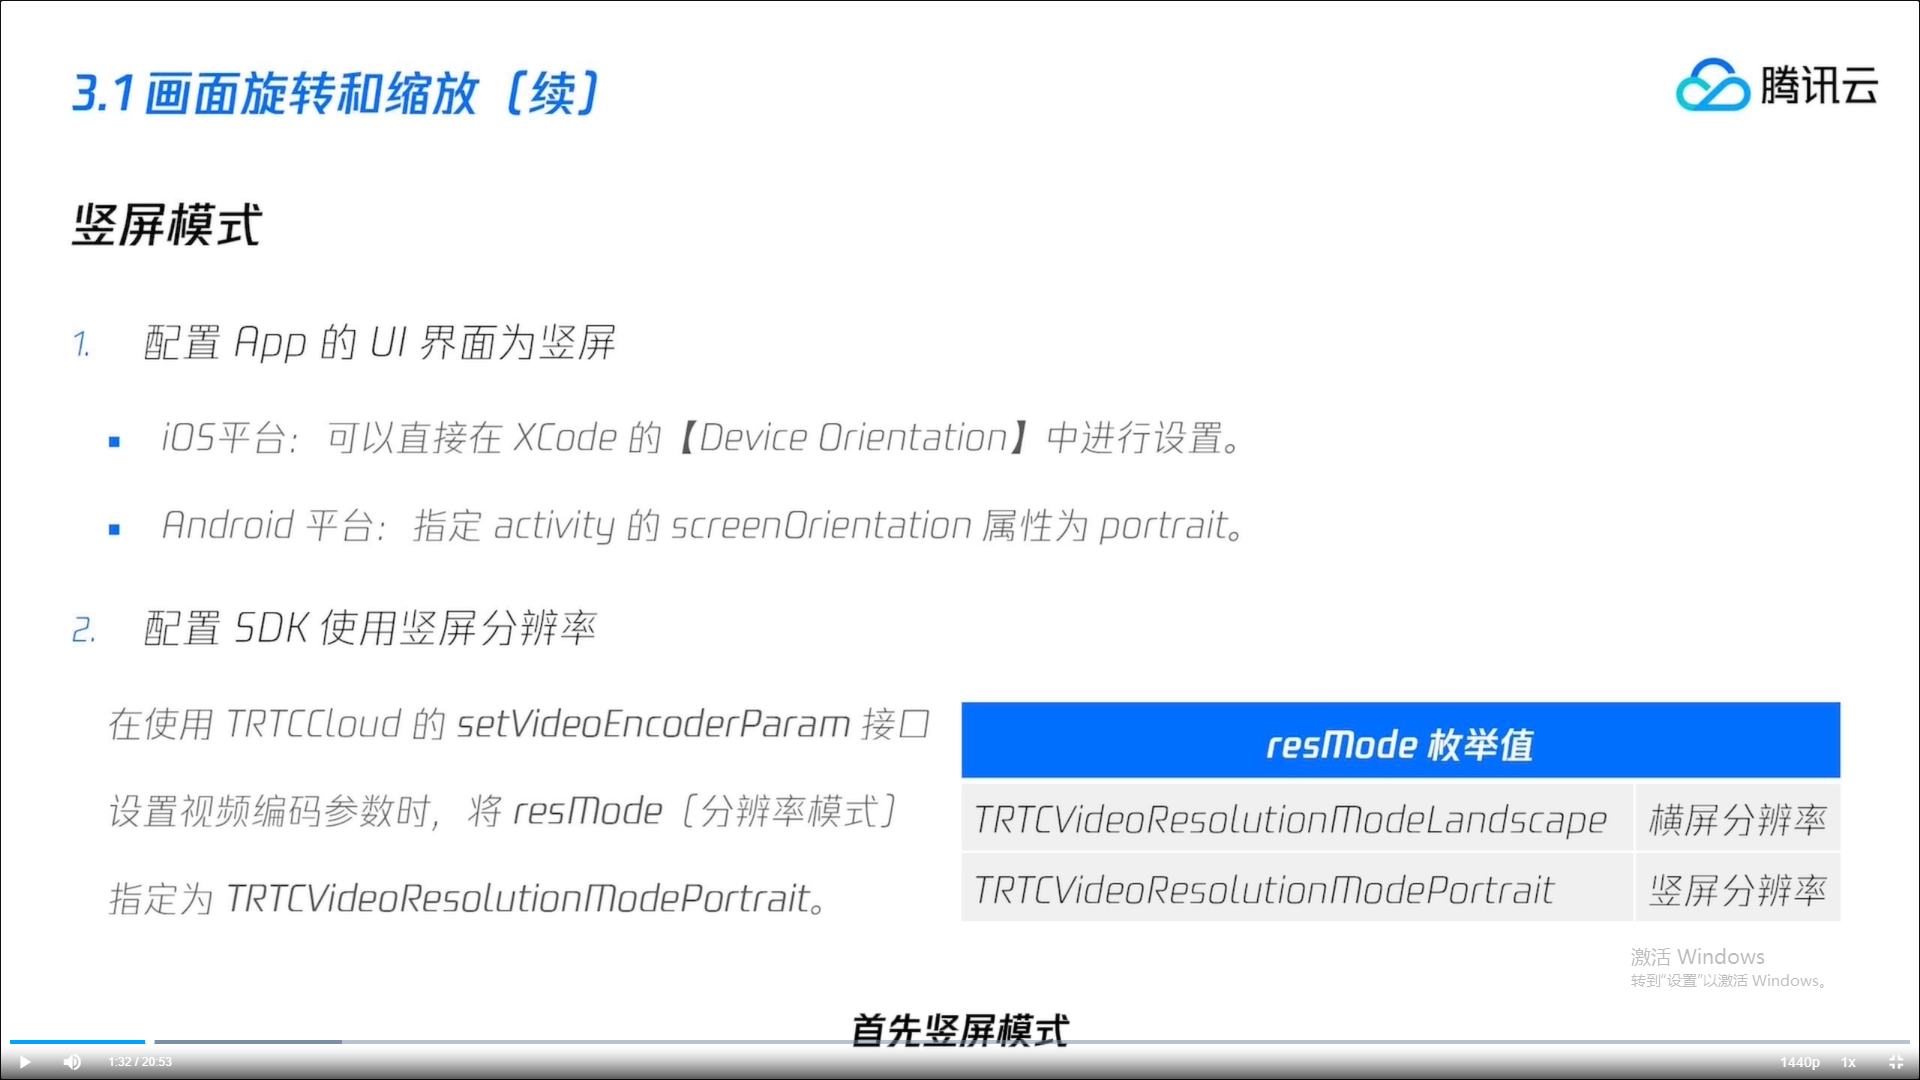 3.1 画面旋转和缩放（续）
腾讯云
竖屏模式
1. 配置 App 的 UI 界面为竖屏
▪ iOS平台：可以直接在 XCode 的【Device Orientation】中进行设置。
▪ Android 平台：指定 activity 的 screenOrientation 属性为 portrait。
2. 配置 SDK 使用竖屏分辨率
在使用 TRTCCloud 的 setVideoEncoderParam 接口
设置视频编码参数时，将 resMode（分辨率模式）
指定为 TRTCVideoResolutionModePortrait。
resMode 枚举值
TRTCVideoResolutionModeLandscape 横屏分辨率
TRTCVideoResolutionModePortrait 竖屏分辨率
激活 Windows
转到“设置”以激活 Windows。
首先竖屏模式
1:32 / 20:53
1440p 1x